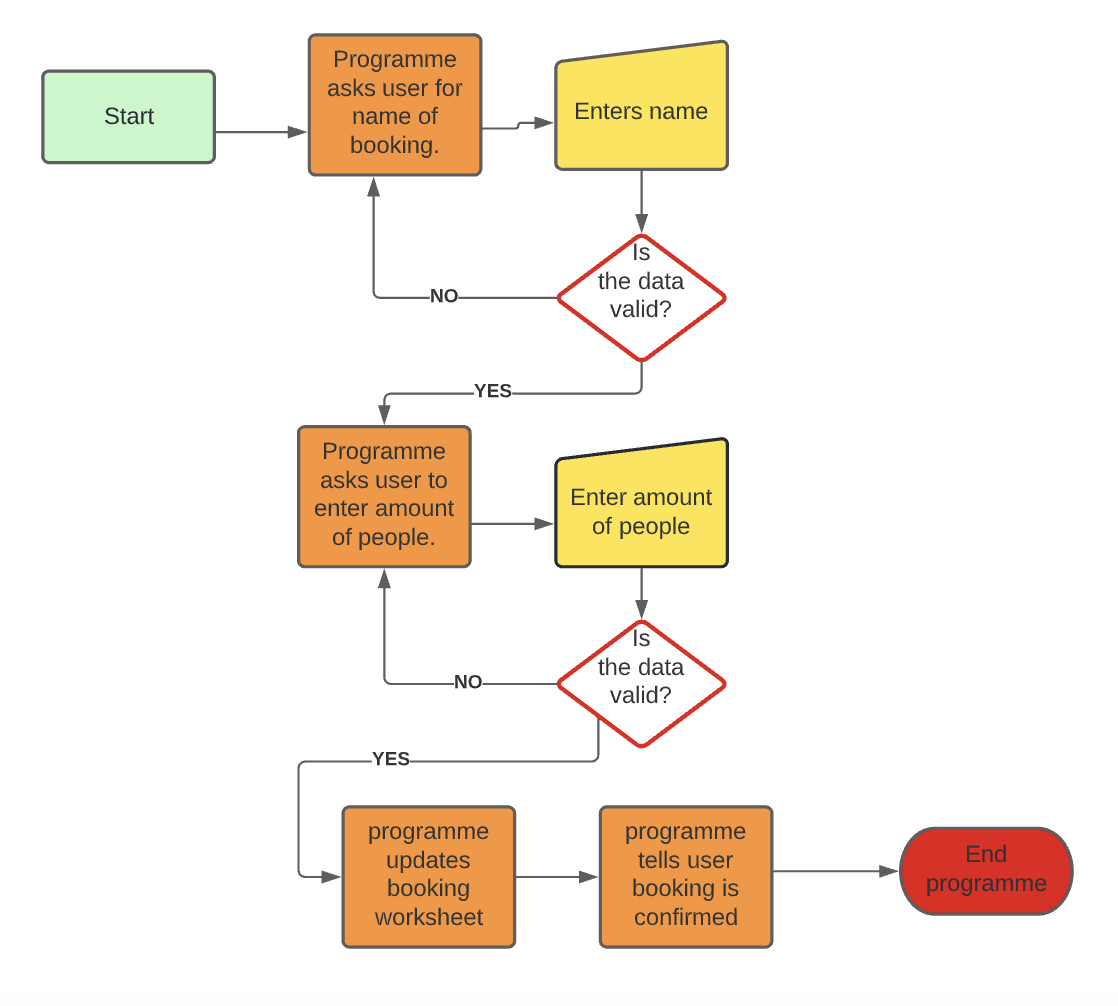 Start
Programme
asks user for
name of
booking.
Enters name
Is
the data
valid?
NO
YES
Programme
asks user to
enter amount
of people.
Enter amount
of people
Is
the data
valid?
NO
YES
programme
updates
booking
worksheet
programme
tells user
booking is
confirmed
End
programme